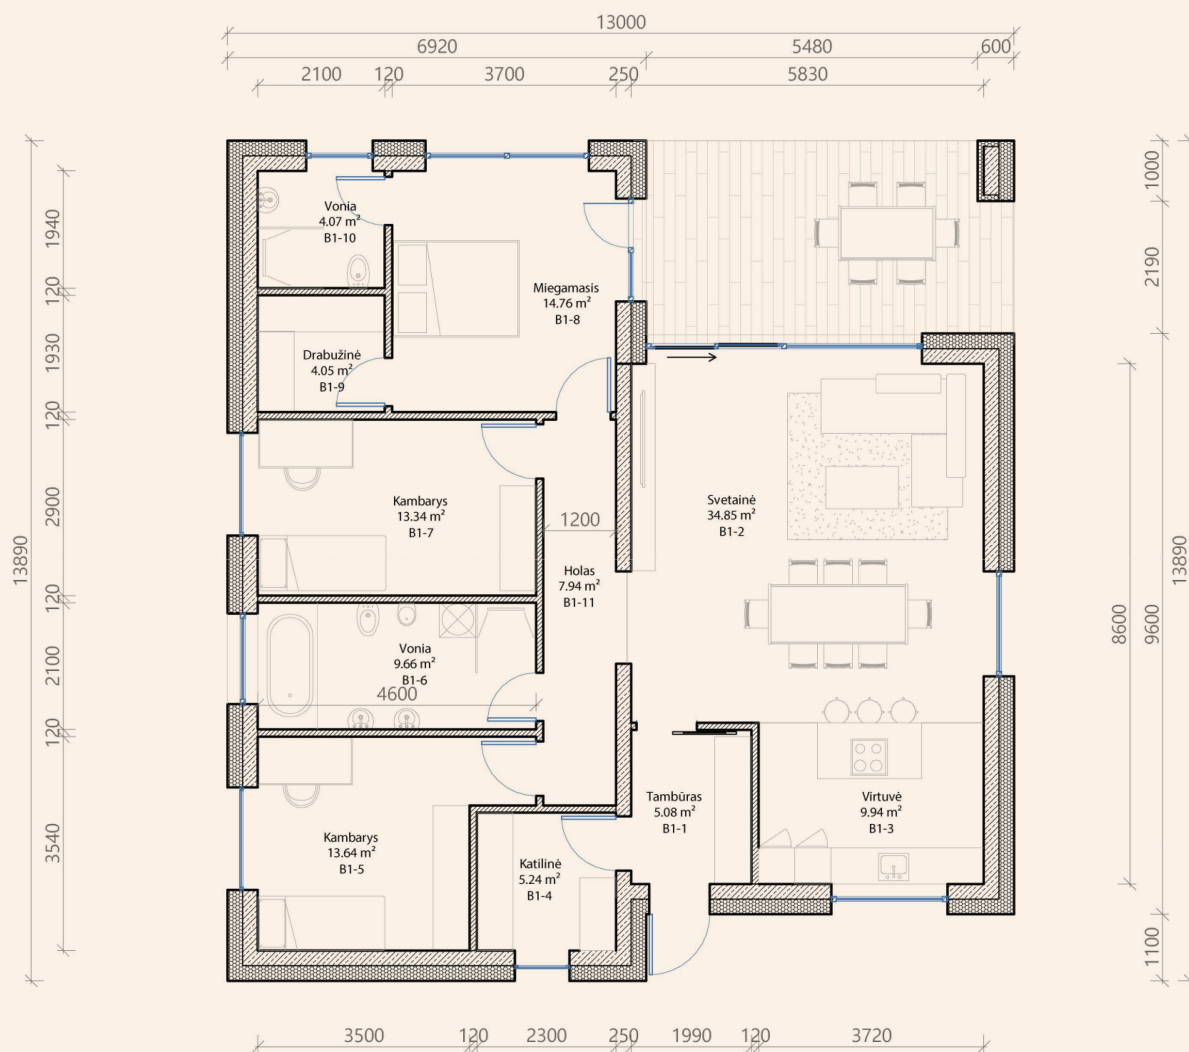 13000
6920 5480 600
2100 120 3700 250 5830
1000
1940
Vonia
4.07 m²
B1-10
2190
120
Miegamasis
14.76 m²
B1-8
1930
Drabužinė
4.05 m²
B1-9
120
2900
Kambarys
13.34 m²
B1-7
Svetainė
34.85 m²
B1-2
1200
13890
13890
Holas
7.94 m²
B1-11
120
8600
9600
2100
Vonia
9.66 m²
B1-6
4600
120
3540
Kambarys
13.64 m²
B1-5
Tambūras
5.08 m²
B1-1
Virtuvė
9.94 m²
B1-3
Katilinė
5.24 m²
B1-4
1100
3500 120 2300 250 1990 120 3720